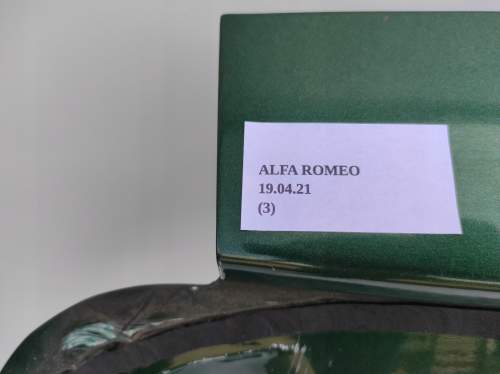 ALFA ROMEO
19.04.21
(3)